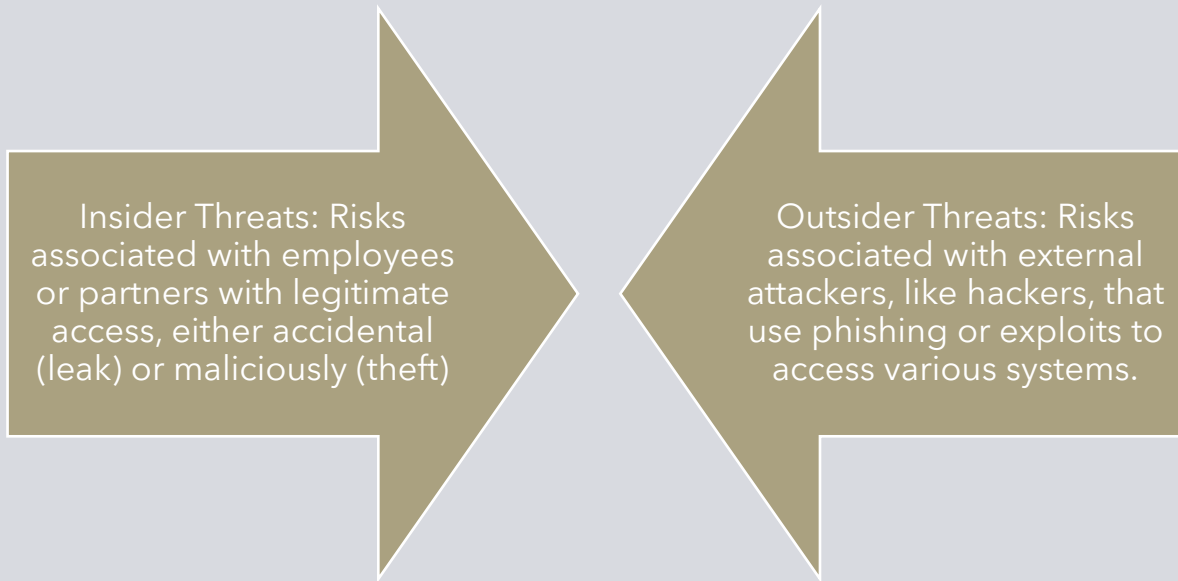 Insider Threats: Risks
associated with employees
or partners with legitimate
access, either accidental
(leak) or maliciously (theft)
Outsider Threats: Risks
associated with external
attackers, like hackers, that
use phishing or exploits to
access various systems.